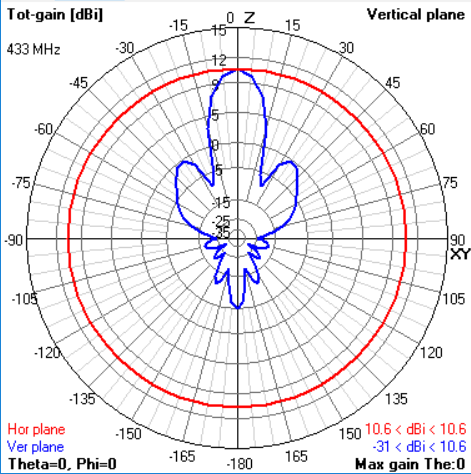 Tot-gain [dBi]
0 Z
Vertical plane
433 MHz
-15
15
15
-30
30
-45
45
-60
60
-75
75
-90
90
XY
-105
105
-120
120
-135
135
-150
150
-165
165
-180
12
9
5
0
-5
-15
-25
-35
Hor plane
10.6 < dBi < 10.6
Ver plane
-31 < dBi < 10.6
Theta=0, Phi=0
Max gain The:0